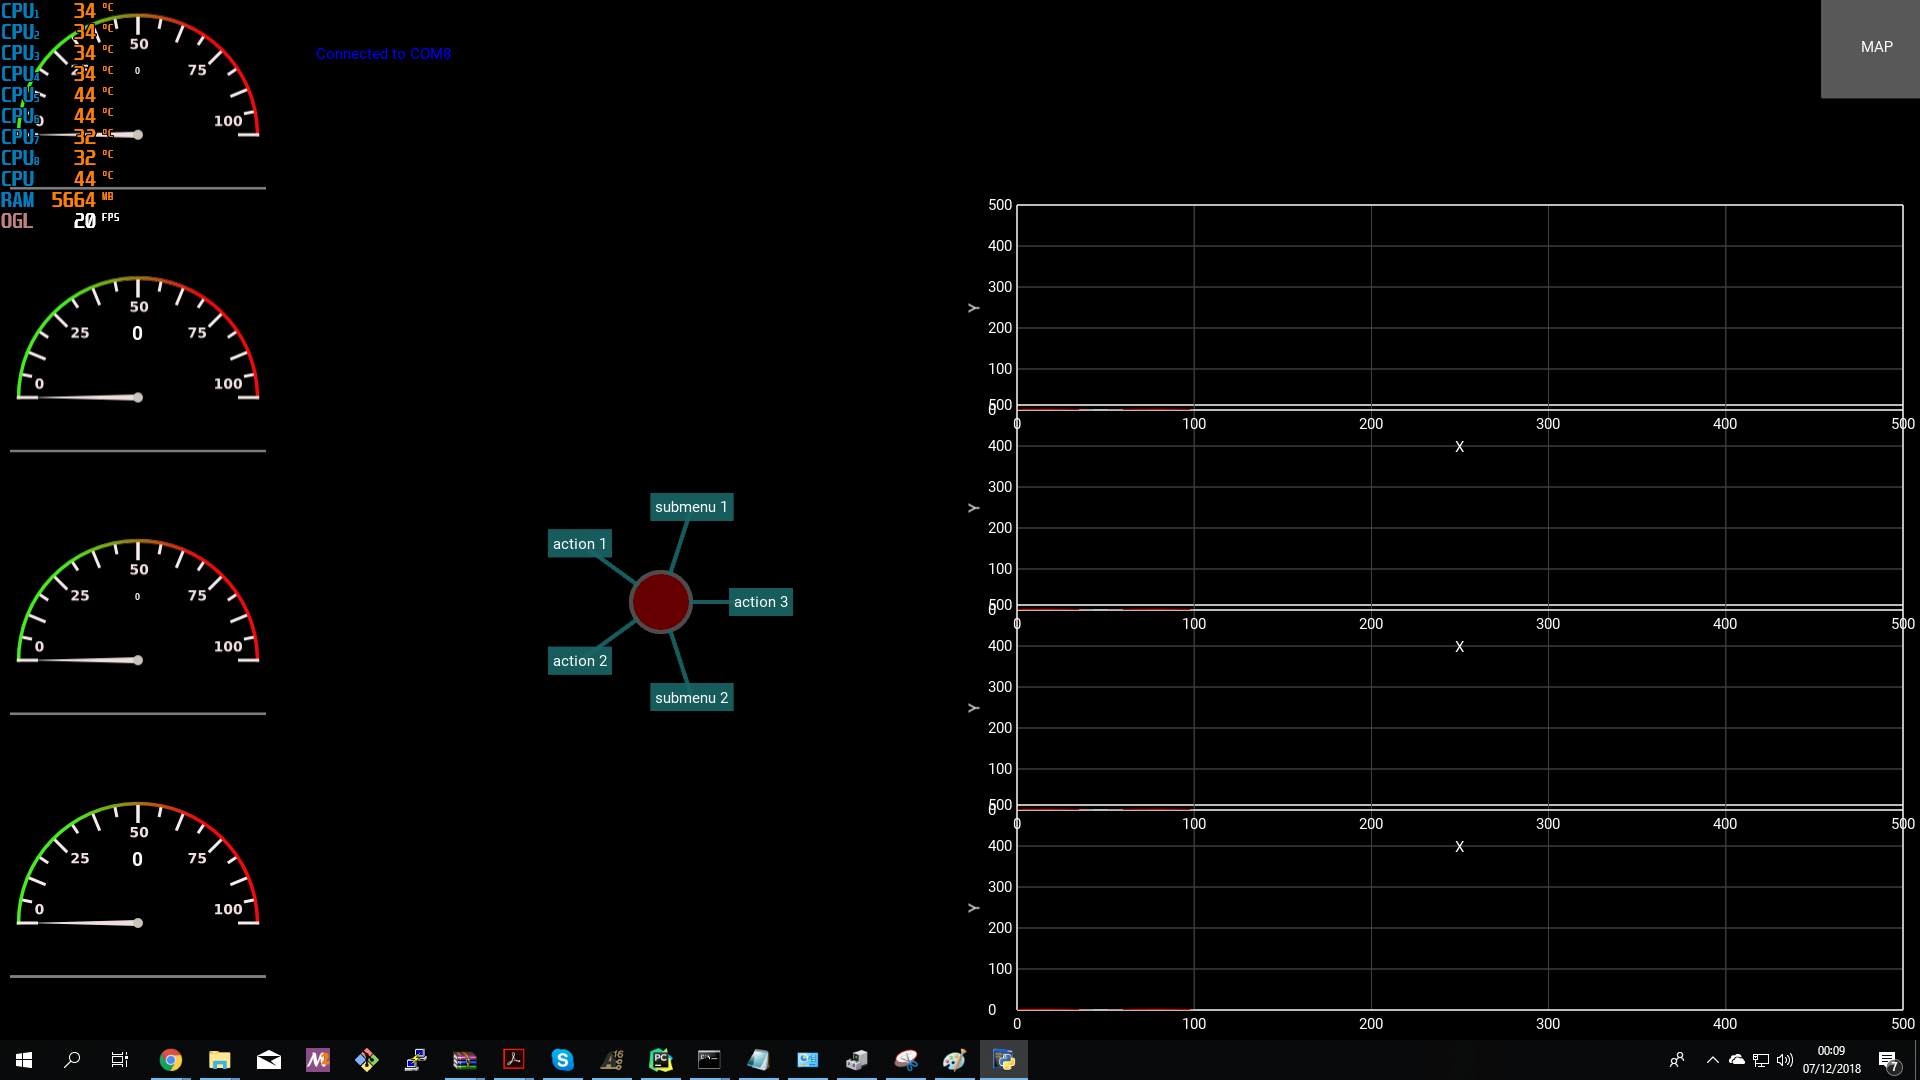 CPU1 34 °C
CPU2 34 °C
CPU3 34 °C
CPU4 34 °C
CPU5 44 °C
CPU6 44 °C
CPU7 32 °C
CPU8 32 °C
CPU 44 °C
RAM 5664 MB
OGL 20 FPS
50
75
0
0
100
Connected to COM8
MAP
50
25
0
75
0
100
50
25
0
75
0
100
50
25
0
75
0
100
submenu 1
action 1
action 3
action 2
submenu 2
500
400
300
Y
200
100
0
0 100 200 300 400 500
X
500
400
300
Y
200
100
0
0 100 200 300 400 500
X
500
400
300
Y
200
100
0
0 100 200 300 400 500
X
500
400
300
Y
200
100
0
0 100 200 300 400 500
16
PC
00:09
07/12/2018
7